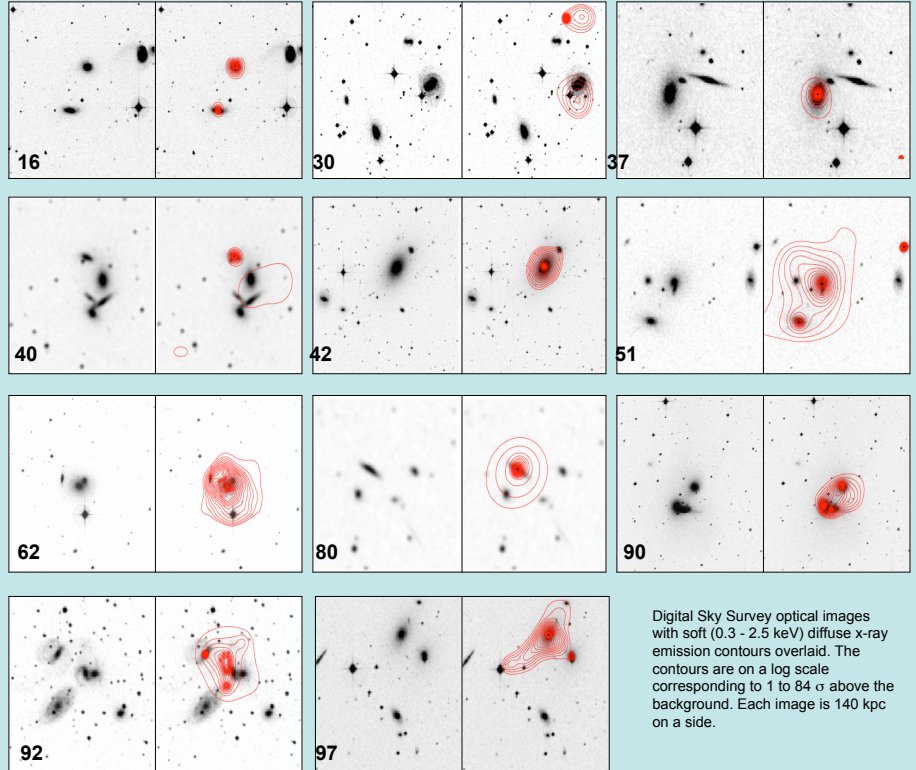 16
30
37
40
42
51
62
80
90
92
97
Digital Sky Survey optical images
with soft (0.3 - 2.5 keV) diffuse x-ray
emission contours overlaid. The
contours are on a log scale
corresponding to 1 to 84 σ above the
background. Each image is 140 kpc
on a side.